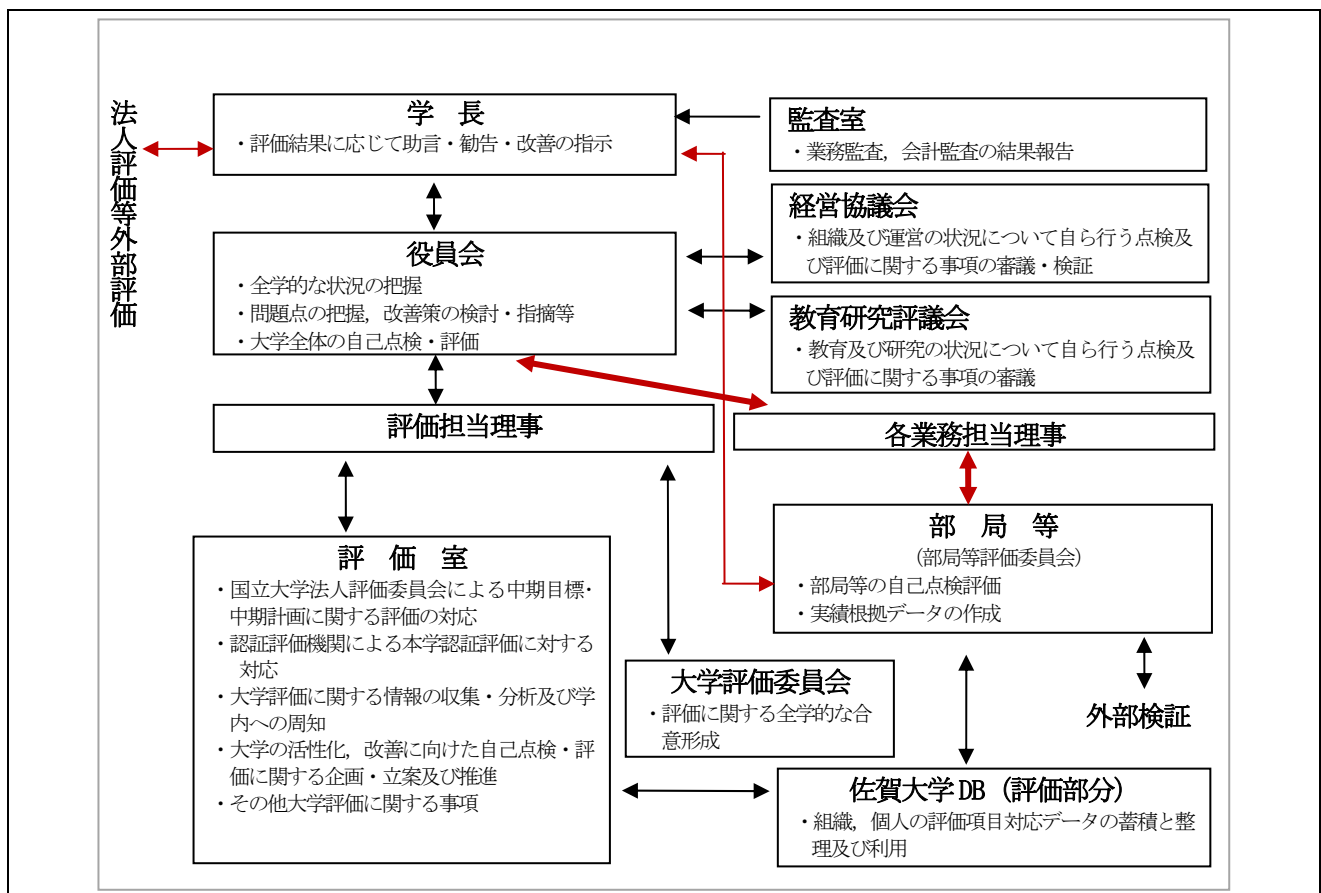 法人評価等外部評価
学　長
・評価結果に応じて助言・勧告・改善の指示
監査室
・業務監査，会計監査の結果報告
経営協議会
・組織及び運営の状況について自ら行う点検及
び評価に関する事項の審議・検証
役員会
・全学的な状況の把握
・問題点の把握，改善策の検討・指摘等
・大学全体の自己点検・評価
教育研究評議会
・教育及び研究の状況について自ら行う点検及
び評価に関する事項の審議
評価担当理事
各業務担当理事
部　局　等
（部局等評価委員会）
・部局等の自己点検評価
・実績根拠データの作成
評　価　室
・国立大学法人評価委員会による中期目標・
中期計画に関する評価の対応
・認証評価機関による本学認証評価に対する
対応
・大学評価に関する情報の収集・分析及び学
内への周知
・大学の活性化，改善に向けた自己点検・評
価に関する企画・立案及び推進
・その他大学評価に関する事項
大学評価委員会
・評価に関する全学的な合
意形成
外部検証
佐賀大学DB（評価部分）
・組織，個人の評価項目対応データの蓄積と整
理及び利用